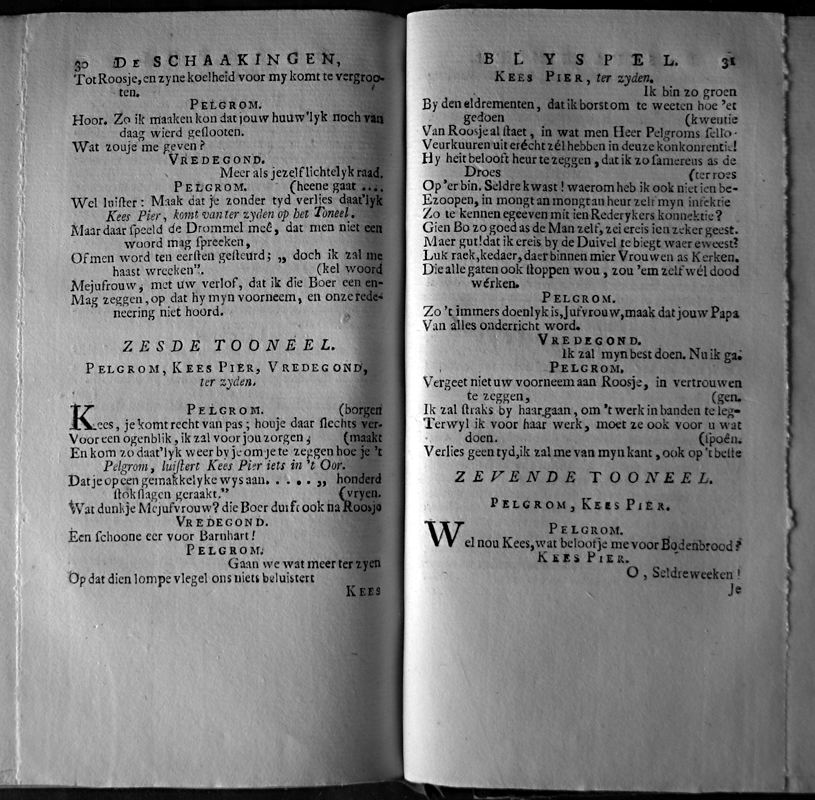 30 DE SCHAAKINGEN,
Tot Roosje, en zyne koelheid voor my komt te vergroo-
ten.
PELGROM.
Hoor. Zo ik maaken kon dat jouw huuw'lyk noch van
daag wierd geslooten.
Wat zouje me geven?
VREDEGOND.
Meer als jezelf lichtelyk raad.
PELGROM. (heene gaat ....
Wel luister: Maak dat je zonder tyd verlies daat'lyk
Kees Pier, komt van ter zyden op het Toneel.
Maar daar speeld de Drommel meê, dat men niet een
woord mag spreeken,
Of men word ten eersten gesteurd; „ doch ik zal me
haast wreeken”. (kel woord
Mejufrouw, met uw verlof, dat ik die Boer een en-
Mag zeggen, op dat hy myn voorneem, en onze rede-
neering niet hoord.
ZESDE TOONEEL.
PELGROM, KEES PIER, VREDEGOND,
ter zyden.
PELGROM. (borgen
Kees, je komt recht van pas; houje daar slechts ver-
Voor een ogenblik, ik zal voor jou zorgen, (maakt
En kom zo daat'lyk weer by je om je te zeggen hoe je 't
Pelgrom, luistert Kees Pier iets in 't Oor.
Dat je op een gemakkelyke wys aan. . . . . „ honderd
stokslagen geraakt.” (vryen.
Wat dunkje Mejufvrouw? die Boer durft ook na Roosje
VREDEGOND.
Een schoone eer voor Barnhart!
PELGROM.
Gaan we wat meer ter zyen
Op dat dien lompe vlegel ons niets beluistert
KEES
BLYSPEL. 31
KEES PIER, ter zyden.
Ik bin zo groen
By den eldrementen, dat ik borst om te weeten hoe 'et
gedoen (kwentie
Van Roosje al staet, in wat men Heer Pelgroms sello-
Veurkuuren uit erécht zél hebben in deuze konkonrentie!
Hy heit belooft heur te zeggen, dat ik zo samereus as de
Droes (ter roes
Op 'er bin. Seldrekwast! waerom heb ik ook niet ien be-
Ezoopen, in mongt an mongt an heur zelf myn infektie
Zo te kennen egeeven mit ien Rederykers konnektie?
Gien Bo zo goed as de Man zelf, zei ereis ien zeker geest.
Maer gut! dat ik ereis by de Duivel te biegt waer eweest?
Luk raek, kedaer, daer binnen mier Vrouwen as Kerken.
Die alle gaten ook stoppen wou, zou 'em zelf wél dood
wérken.
PELGROM.
Zo 't immers doenlyk is, Jufvrouw, maak dat jouw Papa
Van alles onderricht word.
VREDEGOND.
Ik zal myn best doen. Nu ik ga.
PELGROM.
Vergeet niet uw voorneem aan Roosje, in vertrouwen
te zeggen, (gen.
Ik zal straks by haar gaan, om 't werk in banden te leg-
Terwyl ik voor haar werk, moet ze ook voor u wat
doen. (spoên.
Verlies geen tyd, ik zal me van myn kant, ook op 't beste
ZEVENDE TOONEEL.
PELGROM, KEES PIER.
PELGROM.
Wel nou Kees, wat beloofje me voor Bodenbrood?
KEES PIER.
O, Seldreweeken!
Je